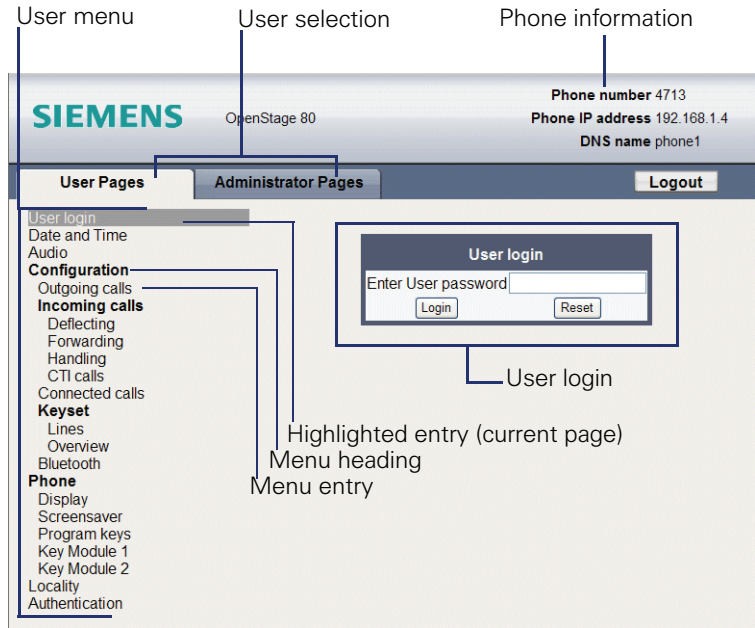 User menu
User selection
Phone information
SIEMENS
OpenStage 80
Phone number 4713
Phone IP address 192.168.1.4
DNS name phone1
User Pages
Administrator Pages
Logout
User login
Date and Time
Audio
Configuration
Outgoing calls
Incoming calls
Deflecting
Forwarding
Handling
CTI calls
Connected calls
Keyset
Lines
Overview
Bluetooth
Phone
Display
Screensaver
Program keys
Key Module 1
Key Module 2
Locality
Authentication
User login
Enter User password
Login
Reset
User login
Highlighted entry (current page)
Menu heading
Menu entry